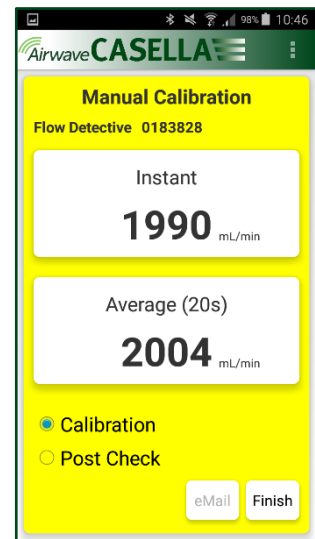 98% 10:46
Airwave CASELLA
Manual Calibration
Flow Detective 0183828
Instant
1990 mL/min
Average (20s)
2004 mL/min
Calibration
Post Check
eMail Finish